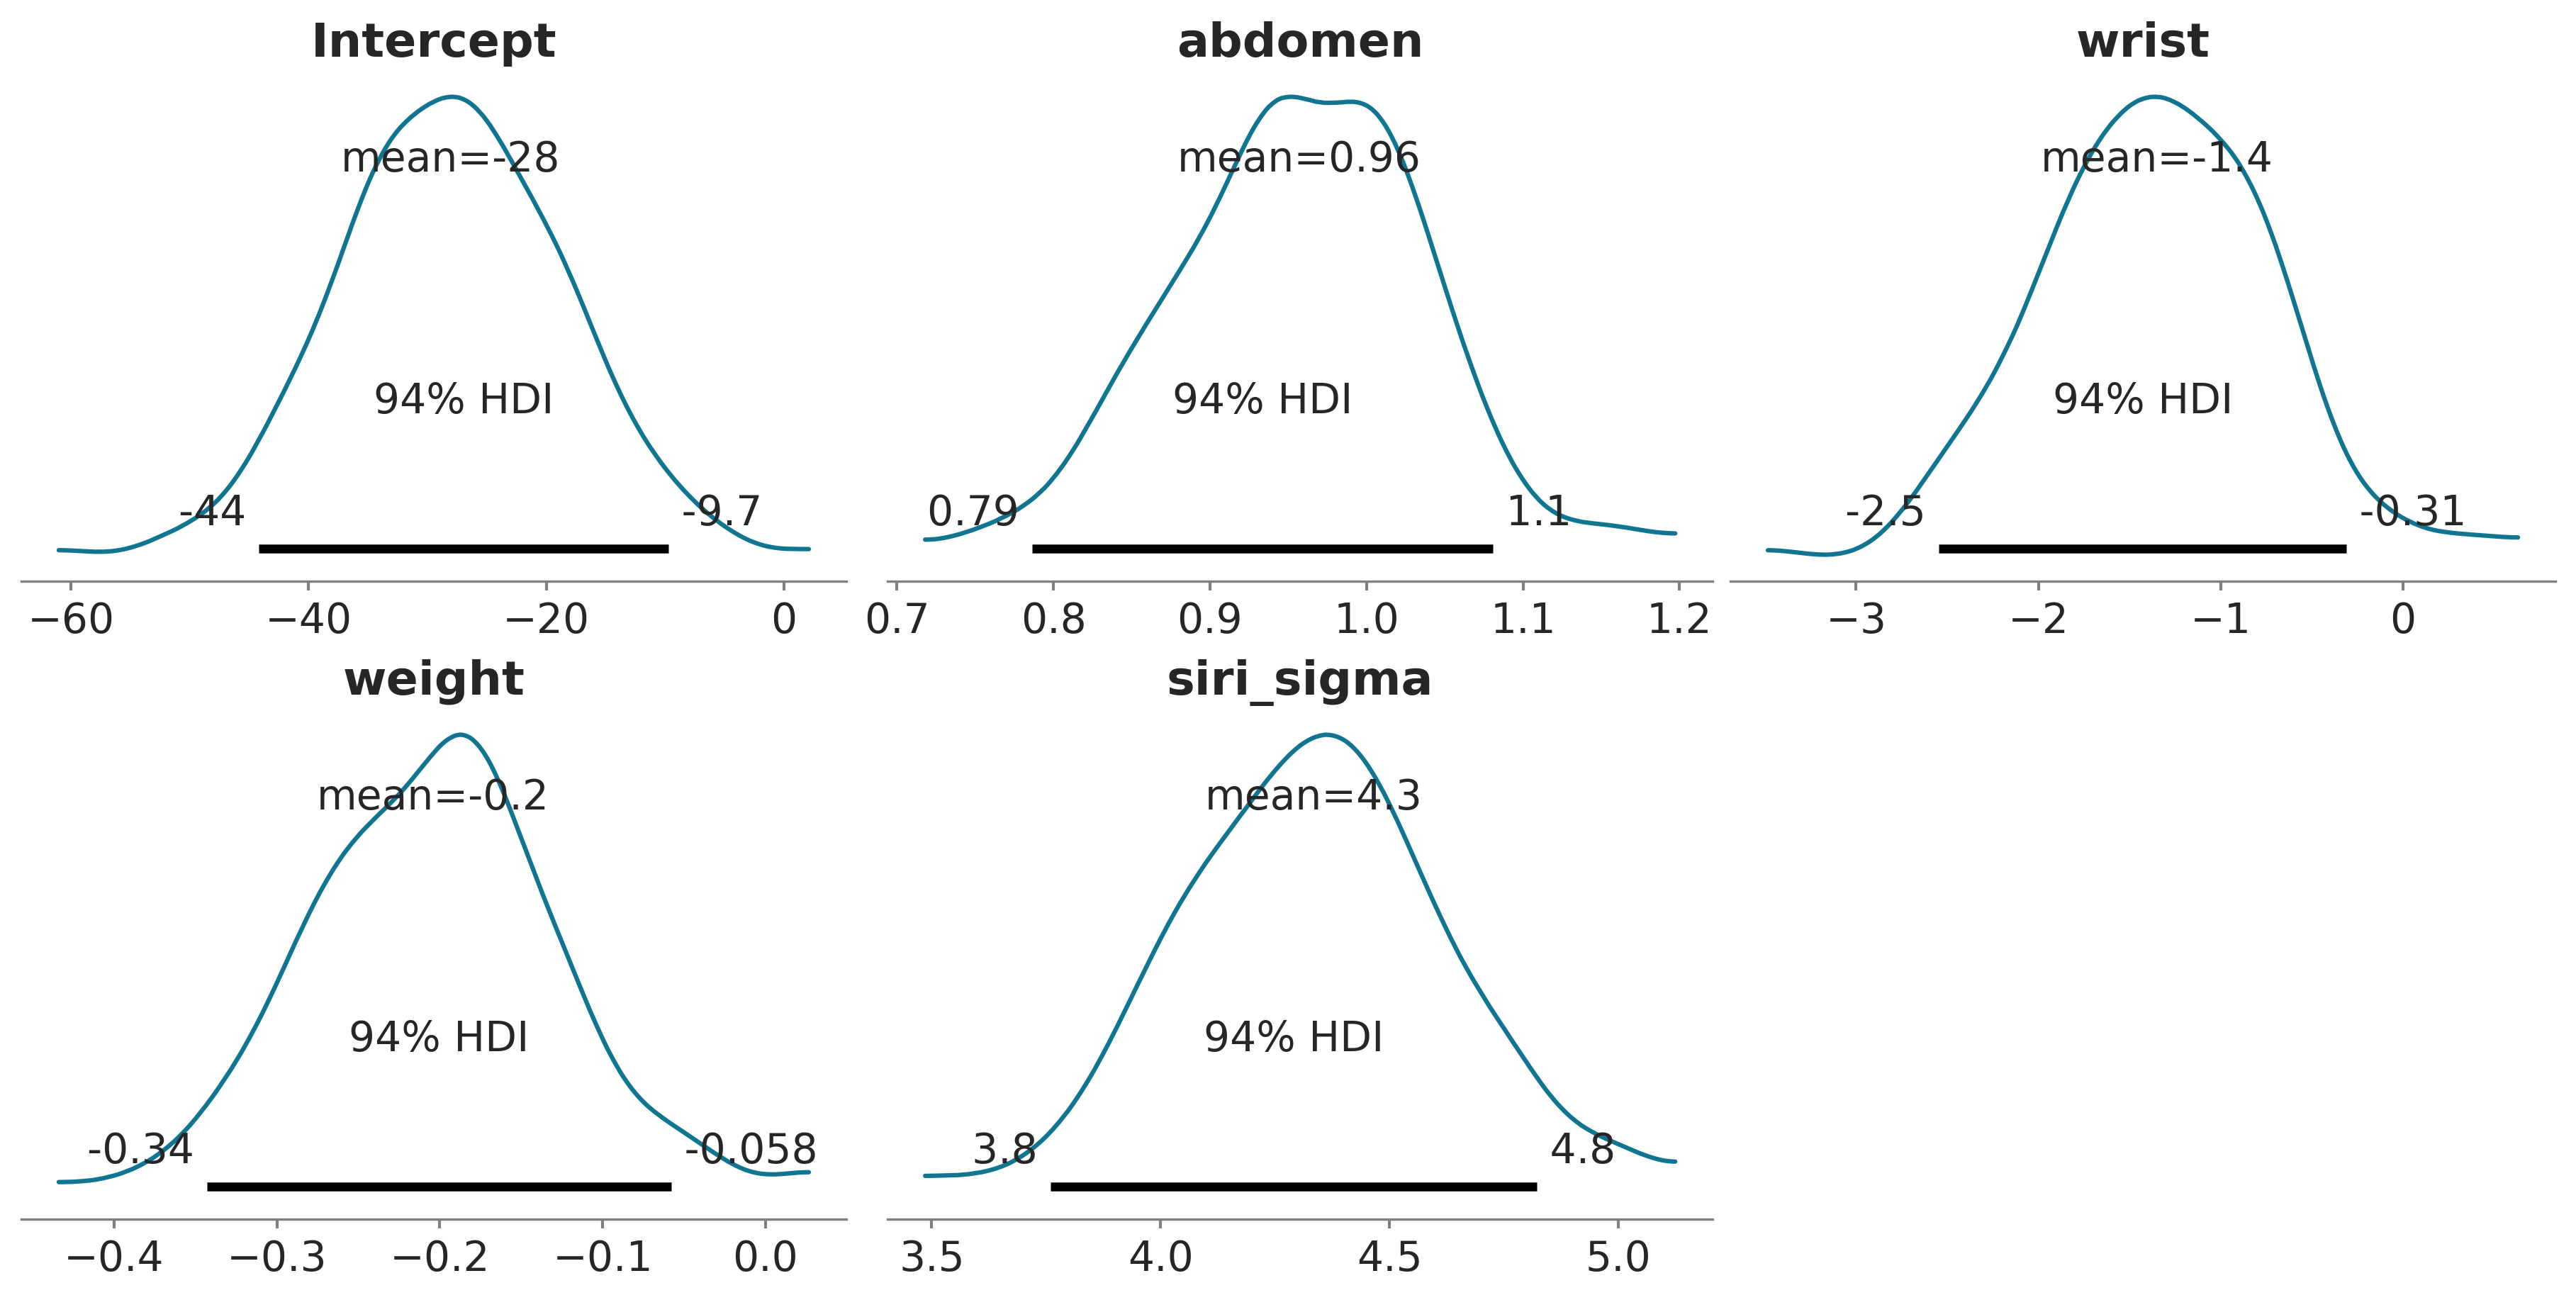 Intercept
mean=-28
94% HDI
-44
-9.7
−60 −40 −20 0
abdomen
mean=0.96
94% HDI
0.79
1.1
0.7 0.8 0.9 1.0 1.1 1.2
wrist
mean=-1.4
94% HDI
-2.5
-0.31
−3 −2 −1 0
weight
mean=-0.2
94% HDI
-0.34
-0.058
−0.4 −0.3 −0.2 −0.1 0.0
siri_sigma
mean=4.3
94% HDI
3.8
4.8
3.5 4.0 4.5 5.0